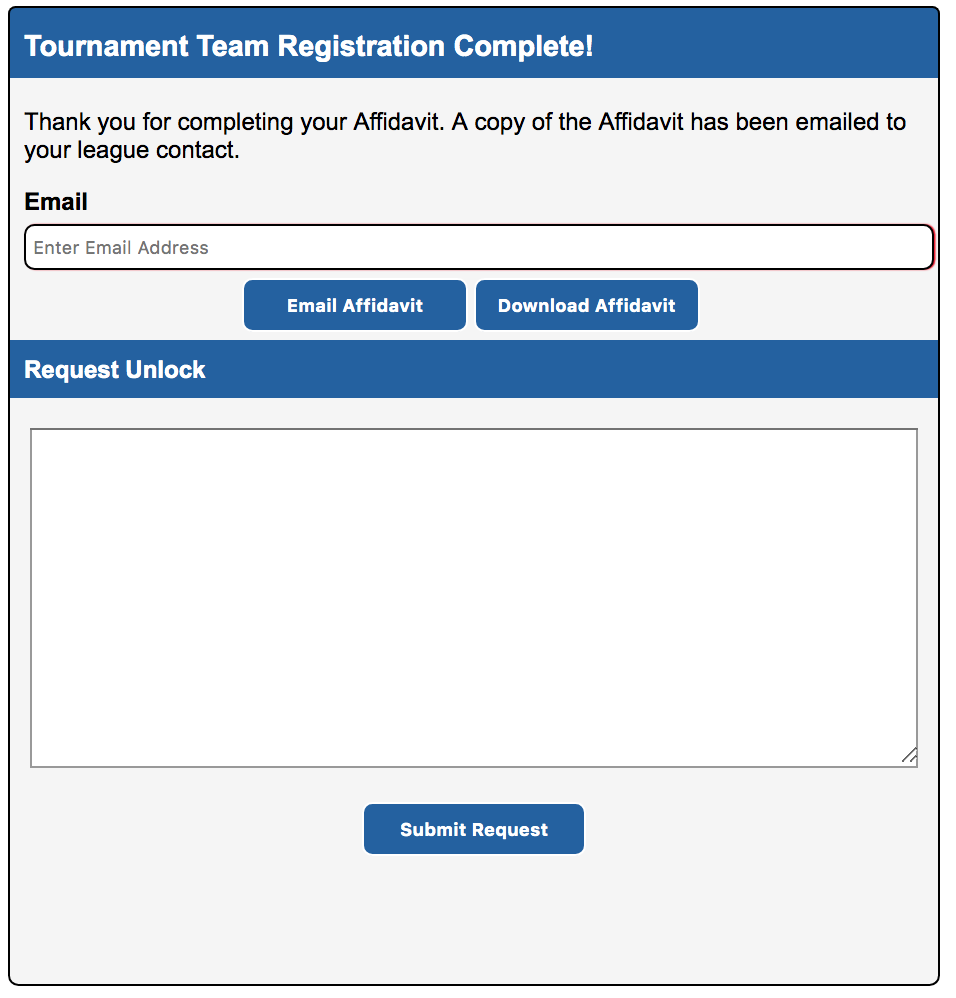 Tournament Team Registration Complete!
Thank you for completing your Affidavit. A copy of the Affidavit has been emailed to
your league contact.
Email
Enter Email Address
Email Affidavit Download Affidavit
Request Unlock
Submit Request